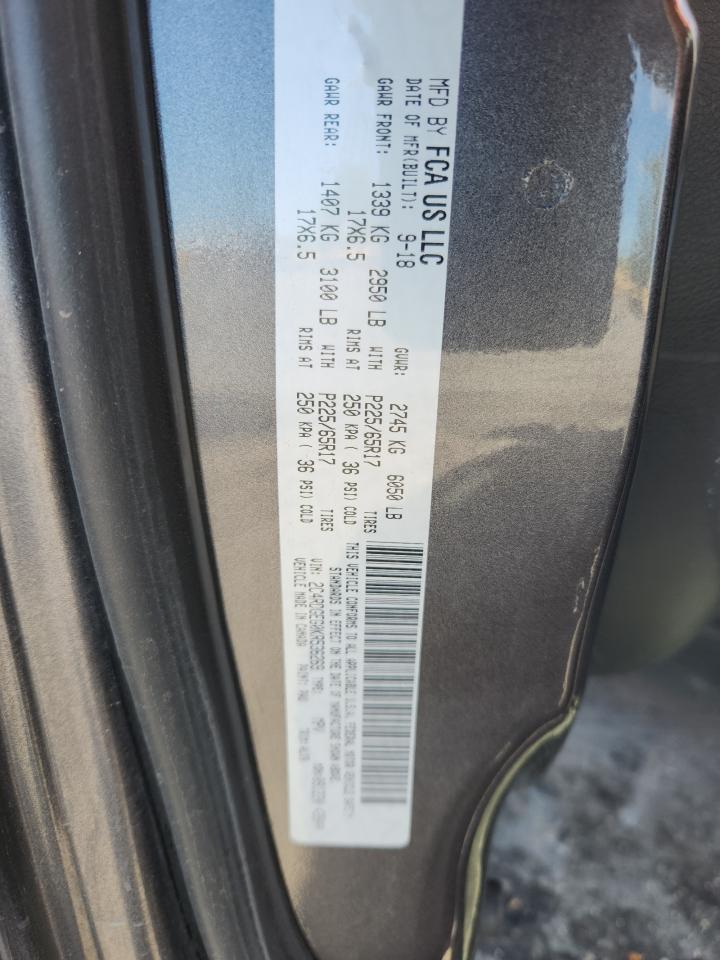 MFD BY FCA US LLC
DATE OF MFR(BUILT): 9-18 GVWR: 2745 KG 6050 LB
GAWR FRONT: 1339 KG 2950 LB WITH P225/65R17 TIRES
17X6.5 RIMS AT 250 KPA ( 36 PSI) COLD
GAWR REAR: 1407 KG 3100 LB WITH P225/65R17 TIRES
17X6.5 RIMS AT 250 KPA ( 36 PSI) COLD
THIS VEHICLE CONFORMS TO ALL APPLICABLE U.S.A. FEDERAL MOTOR VEHICLE SAFETY
STANDARDS IN EFFECT ON THE DATE OF MANUFACTURE SHOWN ABOVE
VIN: TYPE: MPV
VEHICLE MADE IN CANADA PAINT: